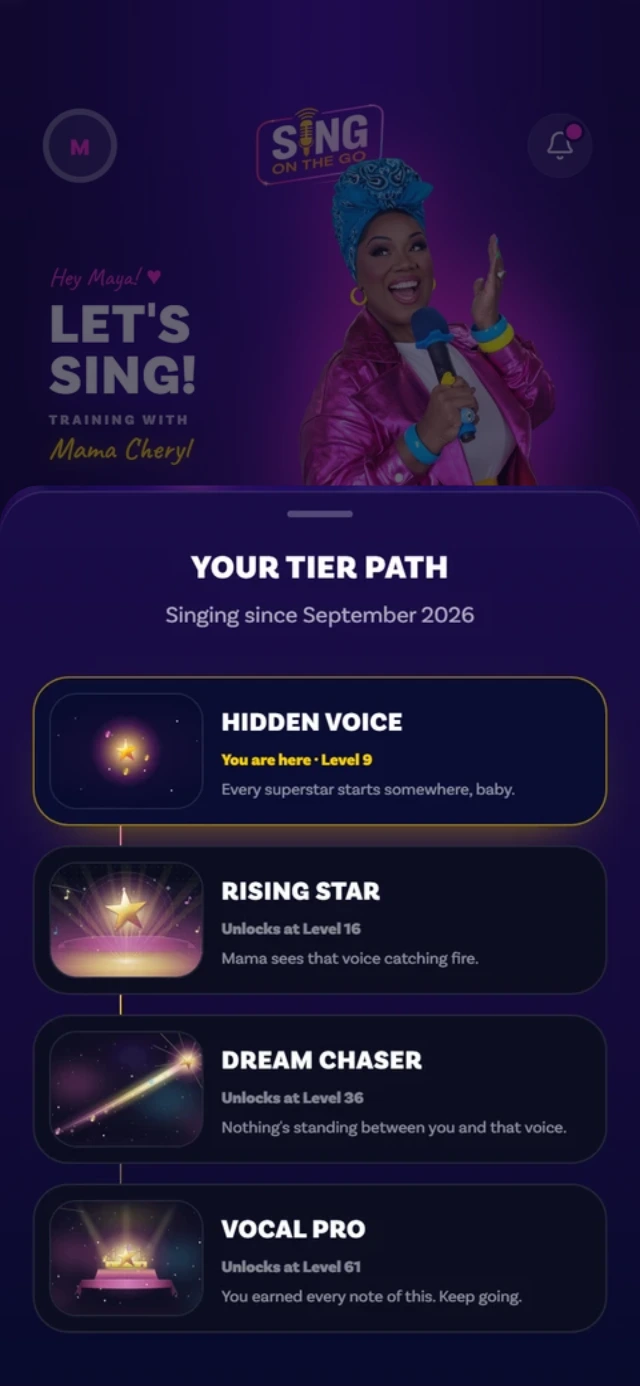 M
SING
ON THE GO
Hey Maya! ♥
LET'S
SING!
TRAINING WITH
Mama Cheryl
YOUR TIER PATH
Singing since September 2026
HIDDEN VOICE
You are here · Level 9
Every superstar starts somewhere, baby.
RISING STAR
Unlocks at Level 16
Mama sees that voice catching fire.
DREAM CHASER
Unlocks at Level 36
Nothing's standing between you and that voice.
VOCAL PRO
Unlocks at Level 61
You earned every note of this. Keep going.